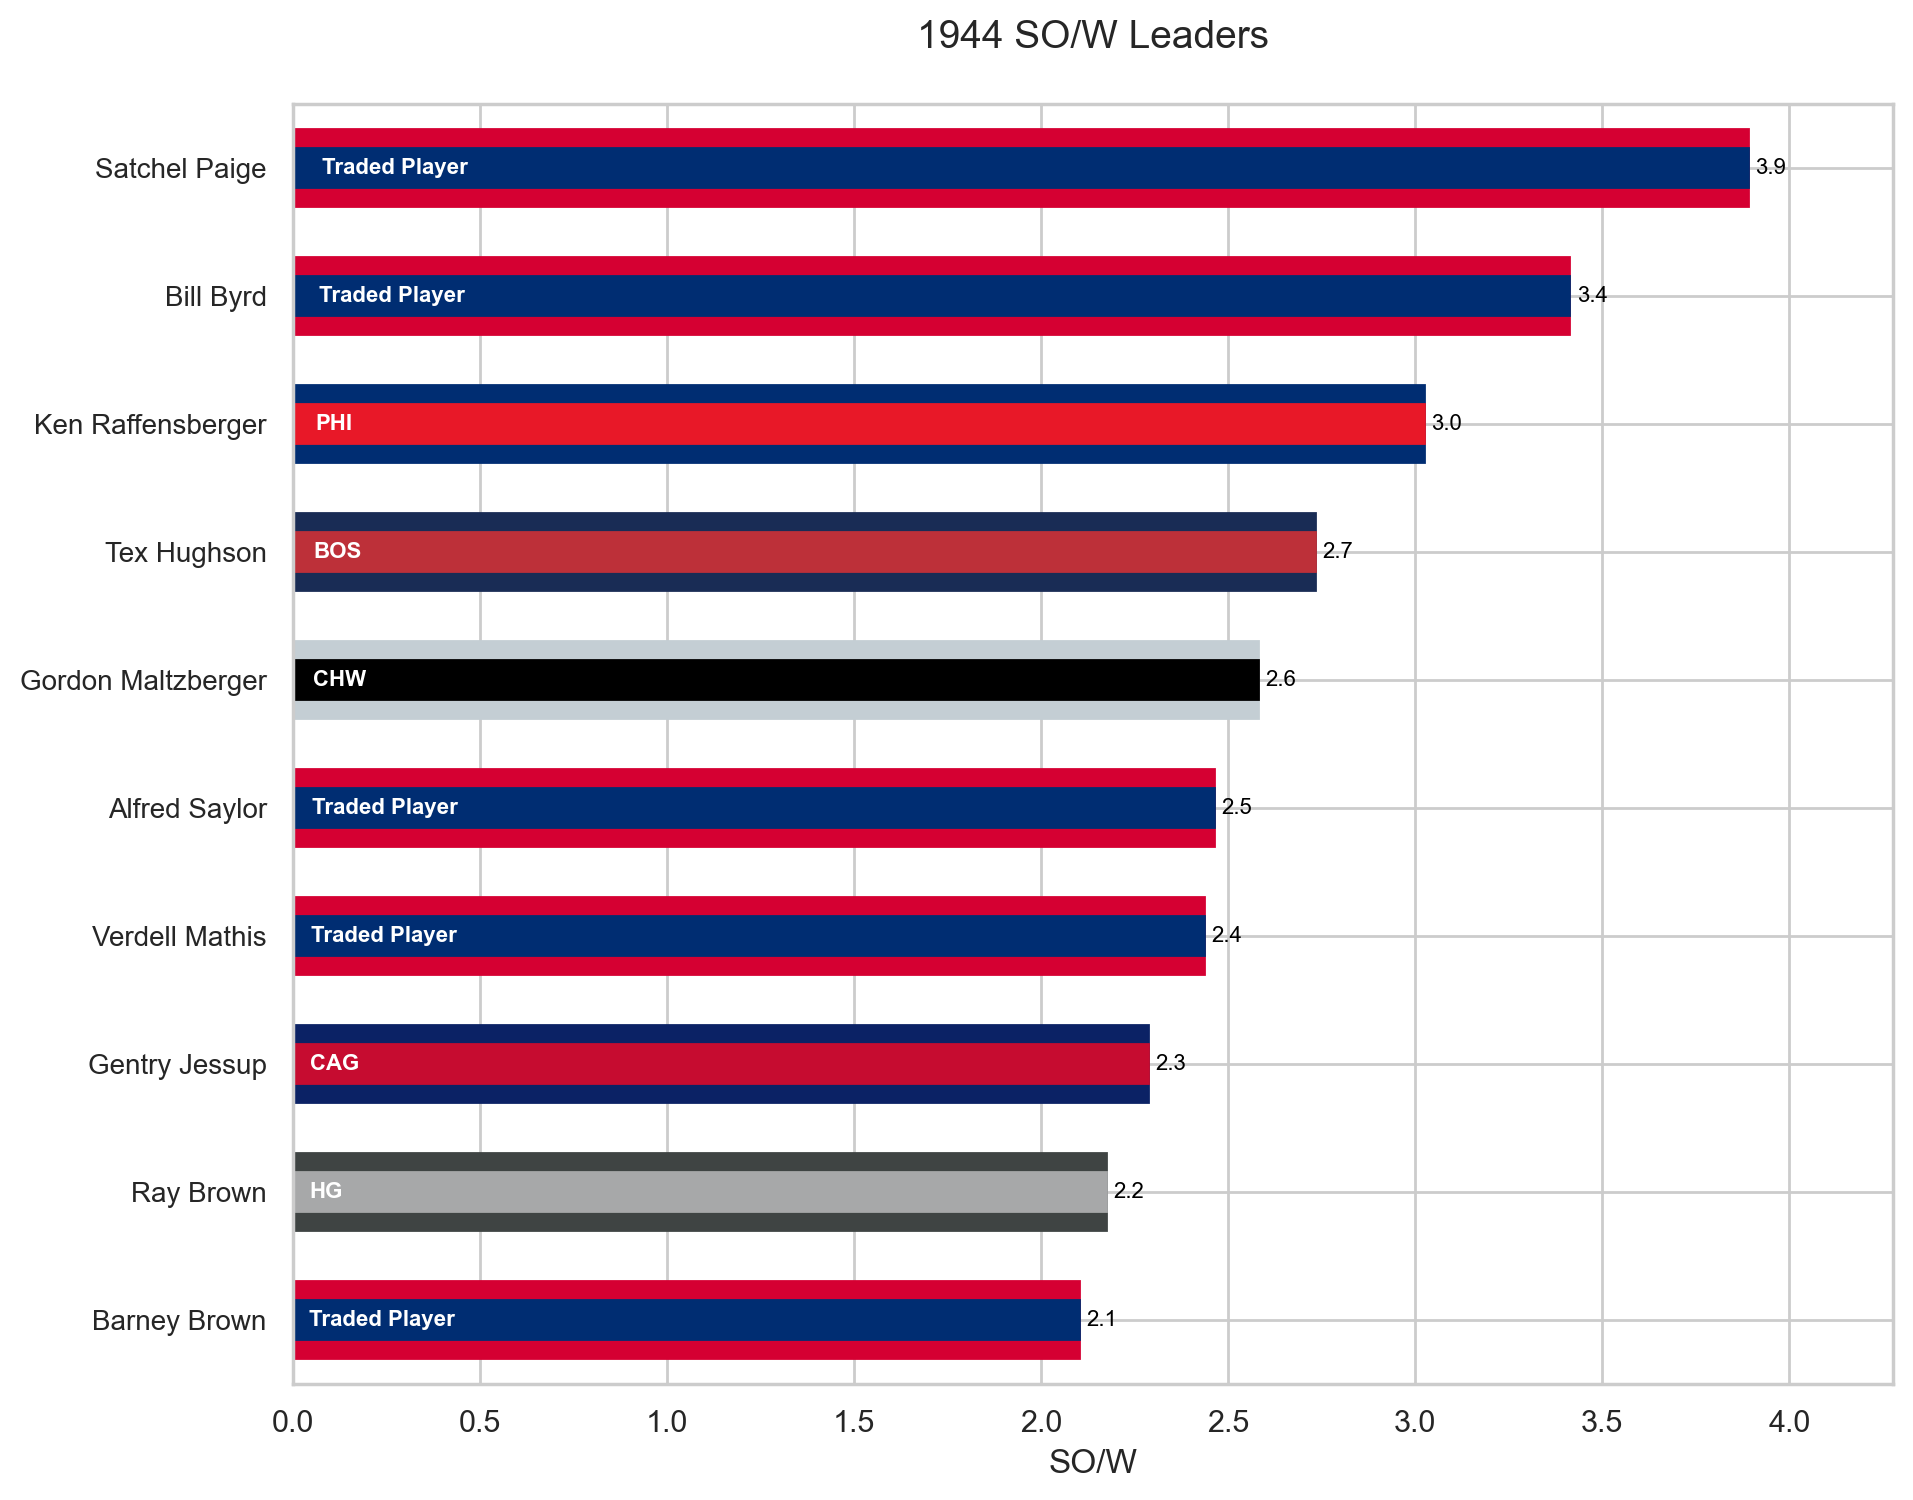 1944 SO/W Leaders
Satchel Paige Traded Player 3.9
Bill Byrd Traded Player 3.4
Ken Raffensberger PHI 3.0
Tex Hughson BOS 2.7
Gordon Maltzberger CHW 2.6
Alfred Saylor Traded Player 2.5
Verdell Mathis Traded Player 2.4
Gentry Jessup CAG 2.3
Ray Brown HG 2.2
Barney Brown Traded Player 2.1
0.0 0.5 1.0 1.5 2.0 2.5 3.0 3.5 4.0
SO/W